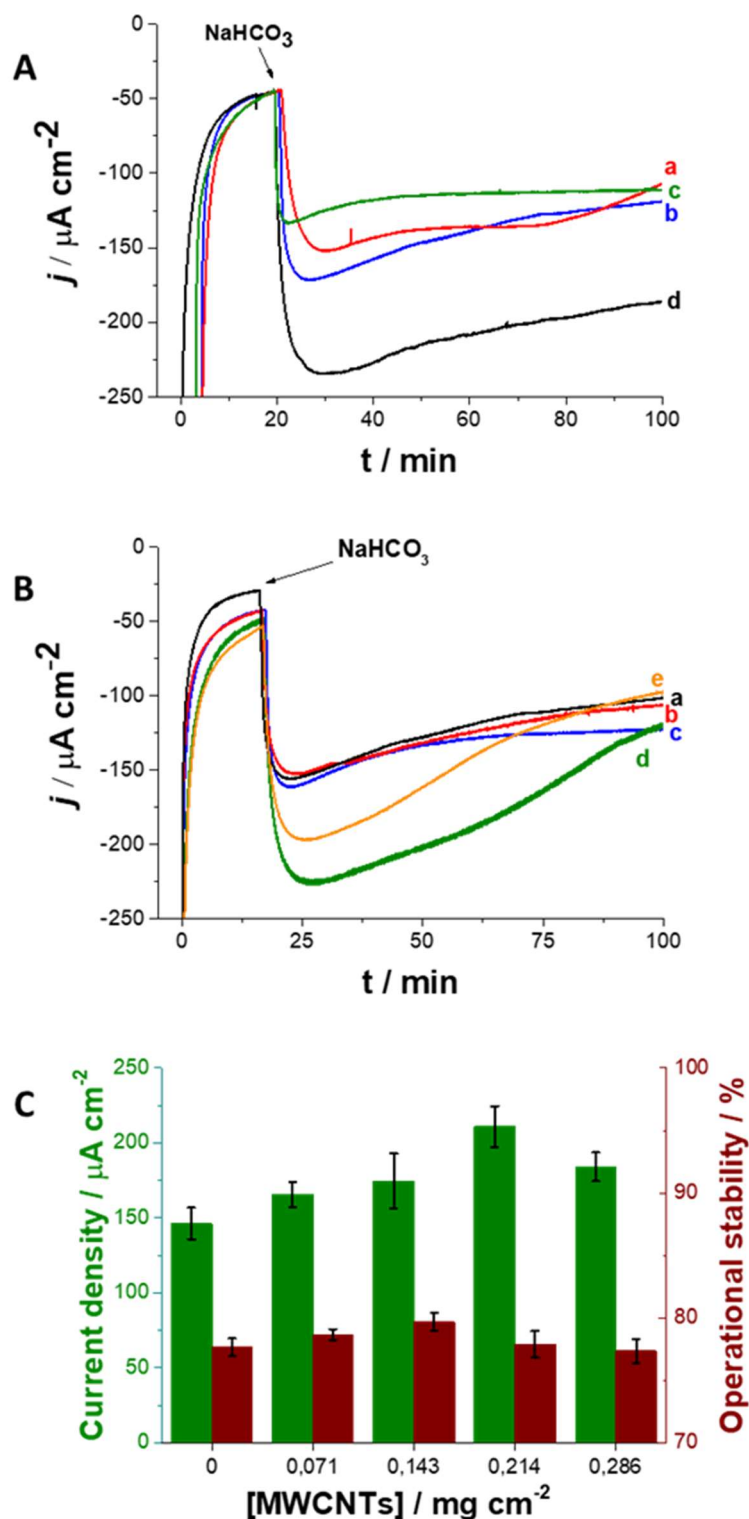 A
NaHCO3
0
-50
-100
-150
-200
-250
j / μA cm-2
a
c
b
d
0
20
40
60
80
100
t / min
B
NaHCO3
0
-50
-100
-150
-200
-250
j / μA cm-2
e
a
b
c
d
0
25
50
75
100
t / min
C
250
200
150
100
50
0
Current density / μA cm-2
100
90
80
70
Operational stability / %
0
0,071
0,143
0,214
0,286
[MWCNTs] / mg cm-2